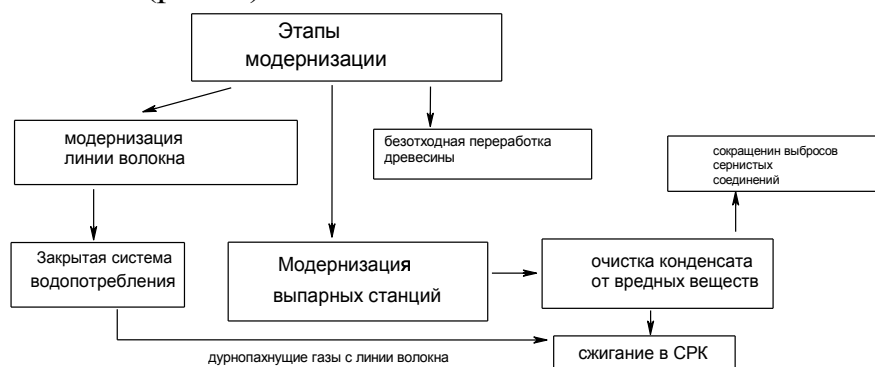 Этапы
модернизации
модернизация
линии волокна
безотходная переработка
древесины
сокращенин выбросов
сернистых
соединений
Закрытая система
водопотребления
Модернизация
выпарных станций
очистка конденсата
от вредных веществ
дурнопахнущие газы с линии волокна
сжигание в СРК